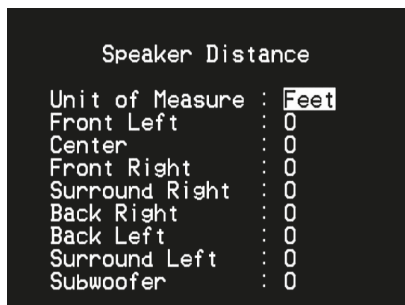 Speaker Distance
Unit of Measure : Feet
Front Left : 0
Center : 0
Front Right : 0
Surround Right : 0
Back Right : 0
Back Left : 0
Surround Left : 0
Subwoofer : 0